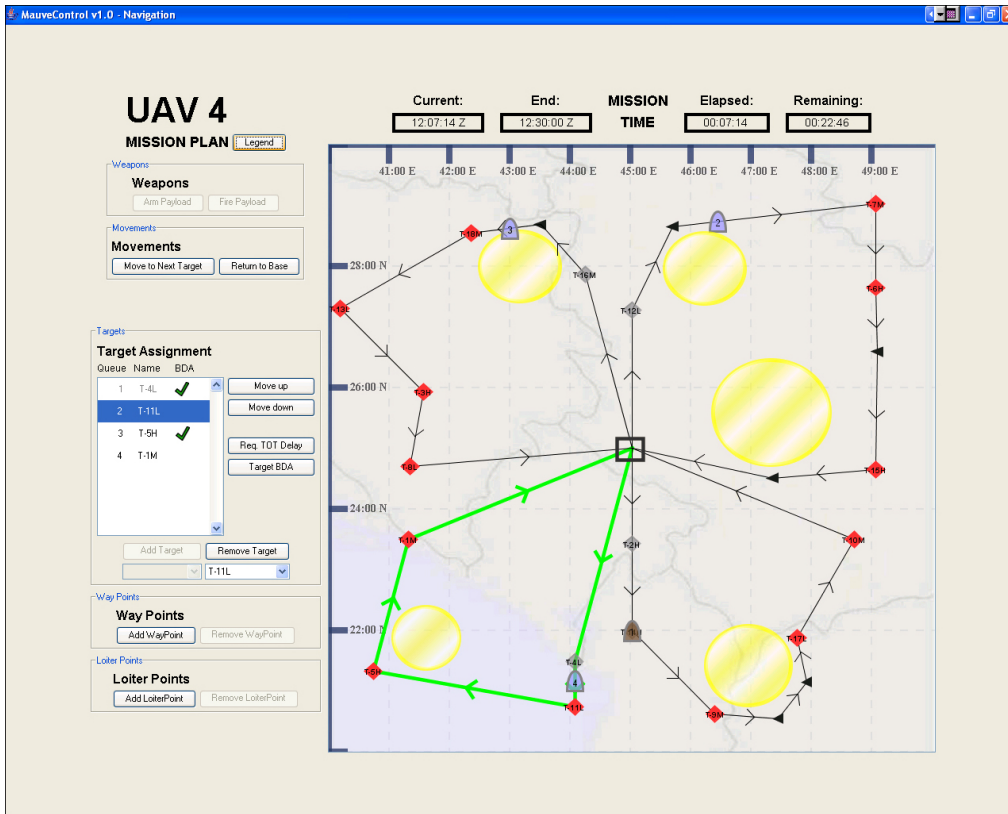 MauveControl v1.0 - Navigation
UAV 4
MISSION PLAN Legend
Current: End: MISSION TIME Elapsed: Remaining:
12:07:14 Z 12:30:00 Z 00:07:14 00:22:46
Weapons
Weapons
Arm Payload Fire Payload
Movements
Movements
Move to Next Target Return to Base
Targets
Target Assignment
Queue Name BDA
1 T-4L
2 T-11L
3 T-5H
4 T-1M
Move up
Move down
Req. TOT Delay
Target BDA
Add Target Remove Target
T-11L
Way Points
Way Points
Add WayPoint Remove WayPoint
Loiter Points
Loiter Points
Add LoiterPoint Remove LoiterPoint
41:00 E 42:00 E 43:00 E 44:00 E 45:00 E 46:00 E 47:00 E 48:00 E 49:00 E
T-7M
3
2
T-18M
28:00 N
T-16M
T-6H
T-13L
T-12L
26:00 N
T-3H
T-8L
T-15H
24:00 N
T-1M
T-2H
T-10M
22:00 N
T-17L
T-4L
T-5H
4
T-11L
T-9M